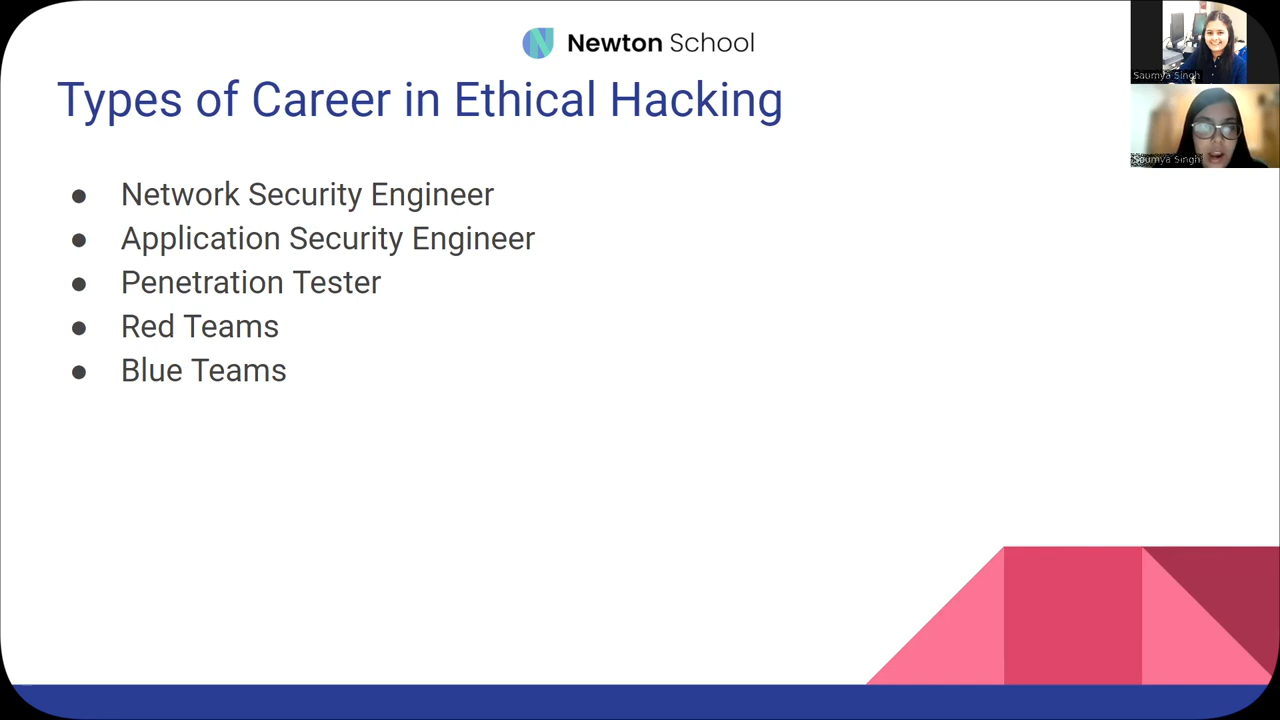 Newton School
Saumya Singh
Types of Career in Ethical Hacking
Saumya Singh
● Network Security Engineer
● Application Security Engineer
● Penetration Tester
● Red Teams
● Blue Teams